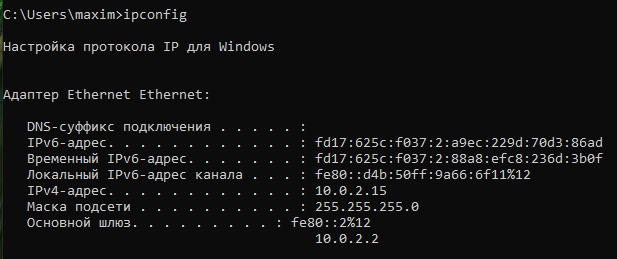 C:\Users\maxim>ipconfig
Настройка протокола IP для Windows
Адаптер Ethernet Ethernet:
DNS-суффикс подключения . . . . . :
IPv6-адрес. . . . . . . . . . . . : fd17:625c:f037:2:a9ec:229d:70d3:86ad
Временный IPv6-адрес. . . . . . . : fd17:625c:f037:2:88a8:efc8:236d:3b0f
Локальный IPv6-адрес канала . . . : fe80::d4b:50ff:9a66:6f11%12
IPv4-адрес. . . . . . . . . . . . : 10.0.2.15
Маска подсети . . . . . . . . . . : 255.255.255.0
Основной шлюз. . . . . . . . . : fe80::2%12
10.0.2.2